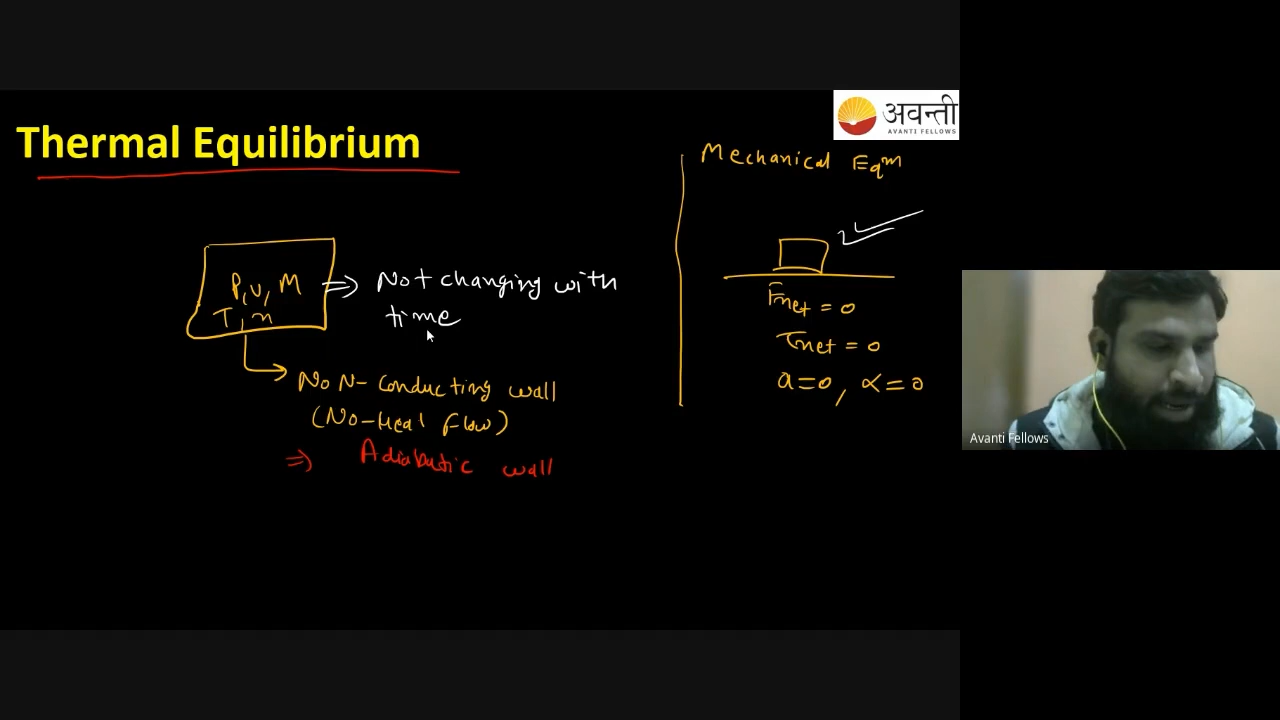 Thermal Equilibrium
अवन्ती
AVANTI FELLOWS
Mechanical Eqm
P, v, M
T, n
⇒ Not changing with
time
Non-conducting wall
(No-Heat flow)
⇒ Adiabatic wall
Fnet = 0
τnet = 0
a=0, α=0
Avanti Fellows